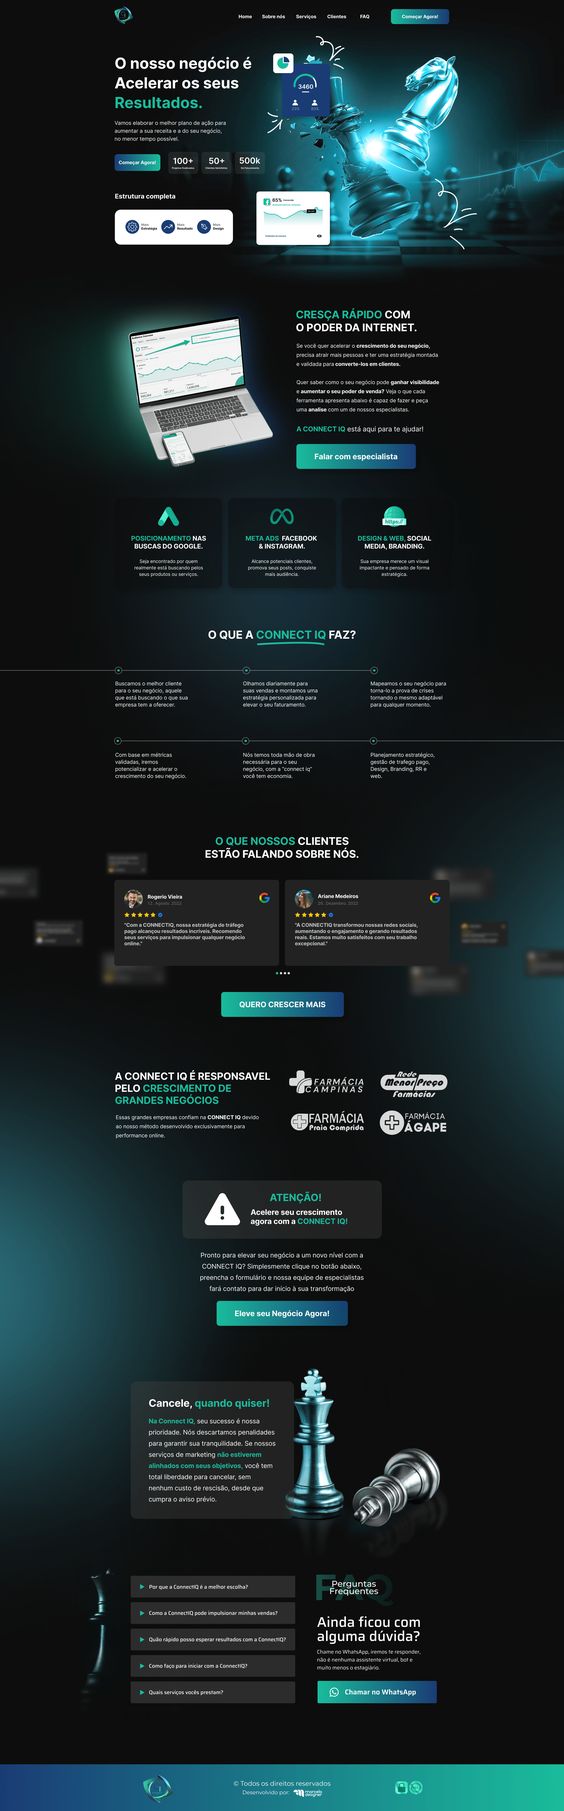 Home Sobre nós Serviços Clientes FAQ Começar Agora!
O nosso negócio é
Acelerar os seus
Resultados.
Vamos elaborar o melhor plano de ação para
aumentar a sua receita e a do seu negócio,
no menor tempo possível.
Começar Agora!
100+ 50+ 500k
3460
65%
Estrutura completa
Mais Estratégia
Mais Resultado
Mais Design
CRESÇA RÁPIDO COM
O PODER DA INTERNET.
Se você quer acelerar o crescimento do seu negócio,
precisa atrair mais pessoas e ter uma estratégia montada
e validada para converte-los em clientes.
Quer saber como o seu negócio pode ganhar visibilidade
e aumentar o seu poder de venda? Veja o que cada
ferramenta apresenta abaixo é capaz de fazer e peça
uma analise com um de nossos especialistas.
A CONNECT IQ está aqui para te ajudar!
Falar com especialista
POSICIONAMENTO NAS
BUSCAS DO GOOGLE.
Seja encontrado por quem
realmente está buscando pelos
seus produtos ou serviços.
META ADS FACEBOOK
& INSTAGRAM.
Alcance potenciais clientes,
promova seus posts, conquiste
mais audiência.
https://
DESIGN & WEB, SOCIAL
MEDIA, BRANDING.
Sua empresa merece um visual
impactante e pensado de forma
estratégica.
O QUE A CONNECT IQ FAZ?
Buscamos o melhor cliente
para o seu negócio, aquele
que está buscando o que sua
empresa tem a oferecer.
Olhamos diariamente para
suas vendas e montamos uma
estratégia personalizada para
elevar o seu faturamento.
Mapeamos o seu negócio para
torna-lo a prova de crises
tornando o mesmo adaptável
para qualquer momento.
Com base em métricas
validadas, iremos
potencializar e acelerar o
crescimento do seu negócio.
Nós temos toda mão de obra
necessária para o seu
negócio, com a "connect iq"
você tem economia.
Planejamento estratégico,
gestão de trafego pago,
Design, Branding, RR e
web.
O QUE NOSSOS CLIENTES
ESTÃO FALANDO SOBRE NÓS.
Rogerio Vieira
12. Agosto 2022
"Com a CONNECTIQ, nossa estratégia de tráfego
pago alcançou resultados incríveis. Recomendo
seus serviços para impulsionar qualquer negócio
online."
Ariane Medeiros
20. Dezembro 2022
"A CONNECTIQ transformou nossas redes sociais,
aumentando o engajamento e gerando resultados
reais. Estamos muito satisfeitos com seu trabalho
excepcional."
QUERO CRESCER MAIS
A CONNECT IQ É RESPONSAVEL
PELO CRESCIMENTO DE
GRANDES NEGÓCIOS
Essas grandes empresas confiam na CONNECT IQ devido
ao nosso método desenvolvido exclusivamente para
performance online.
FARMÁCIA
CAMPINAS
Rede
Menor Preço
Farmácias
FARMÁCIA
Praia Comprida
FARMÁCIA
ÁGAPE
ATENÇÃO!
Acelere seu crescimento
agora com a CONNECT IQ!
Pronto para elevar seu negócio a um novo nível com a
CONNECT IQ? Simplesmente clique no botão abaixo,
preencha o formulário e nossa equipe de especialistas
fará contato para dar início à sua transformação
Eleve seu Negócio Agora!
Cancele, quando quiser!
Na Connect IQ, seu sucesso é nossa
prioridade. Nós descartamos penalidades
para garantir sua tranquilidade. Se nossos
serviços de marketing não estiverem
alinhados com seus objetivos, você tem
total liberdade para cancelar, sem
nenhum custo de rescisão, desde que
cumpra o aviso prévio.
Por que a ConnectIQ é a melhor escolha?
Como a ConnectIQ pode impulsionar minhas vendas?
Quão rápido posso esperar resultados com a ConnectIQ?
Como faço para iniciar com a ConnectIQ?
Quais serviços vocês prestam?
FAQ
Perguntas
Frequentes
Ainda ficou com
alguma dúvida?
Chame no WhatsApp, iremos te responder,
não é nenhuma assistente virtual, bot e
muito menos o estagiário.
Chamar no WhatsApp
© Todos os direitos reservados
Desenvolvido por: marcelo designer